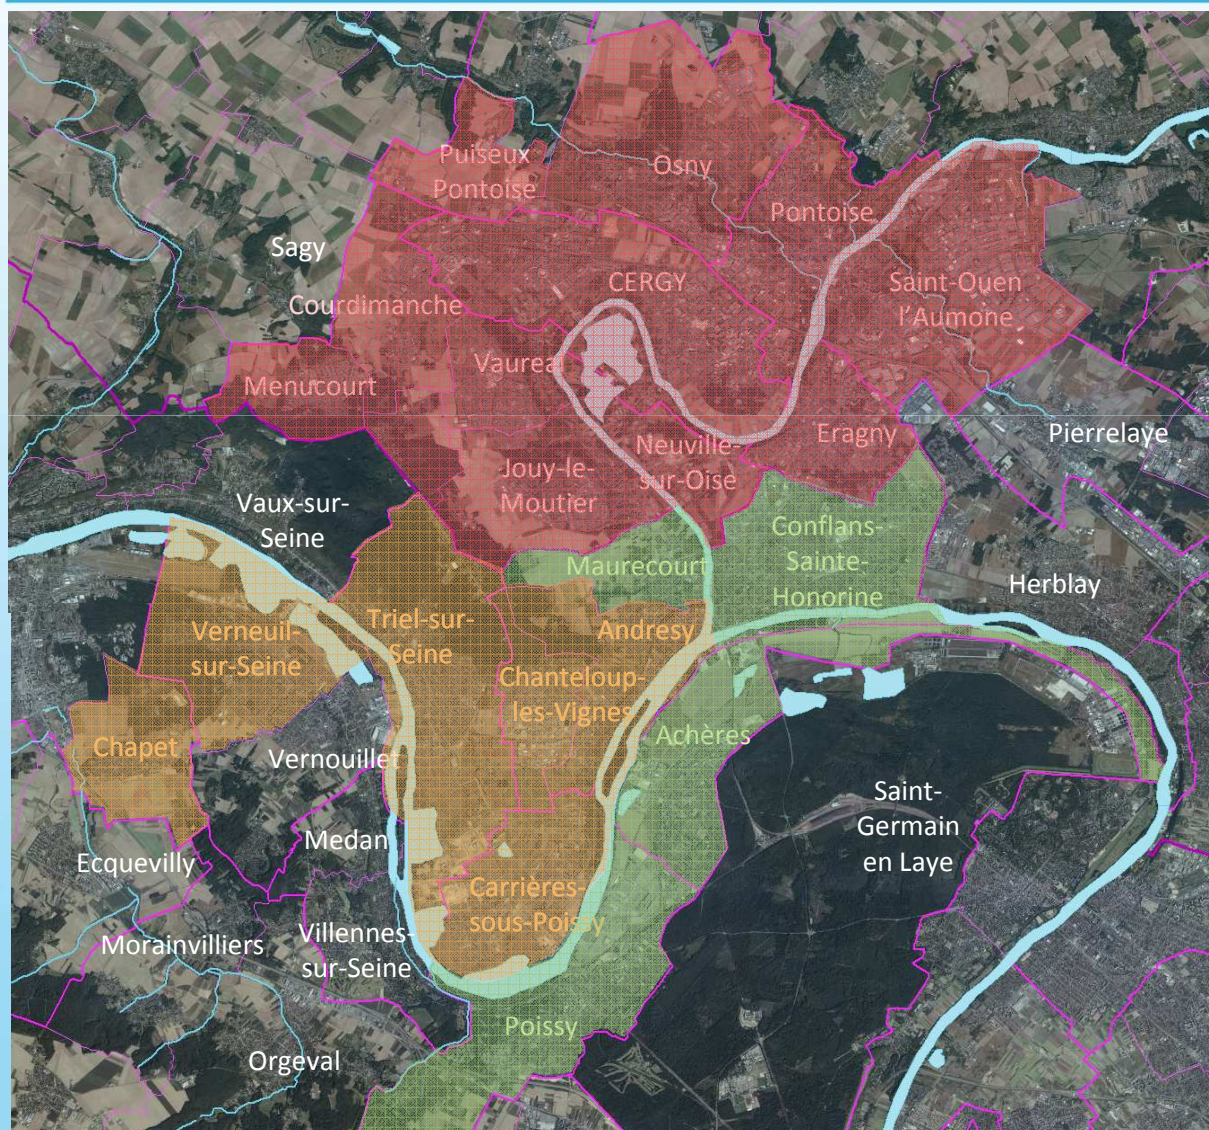 Puiseux
Pontoise
Osny
Pontoise
Sagy
Courdimanche
CERGY
Saint-Ouen
l'Aumone
Vaureal
Menucourt
Neuville-
sur-Oise
Eragny
Pierrelaye
Jouy-le-
Moutier
Vaux-sur-
Seine
Conflans-
Sainte-
Honorine
Maurecourt
Herblay
Verneuil-
sur-Seine
Triel-sur-
Seine
Andresy
Chanteloup-
les-Vignes
Chapet
Vernouillet
Achères
Saint-
Germain
en Laye
Medan
Ecquevilly
Carrières-
sous-Poissy
Morainvilliers
Villennes-
sur-Seine
Poissy
Orgeval